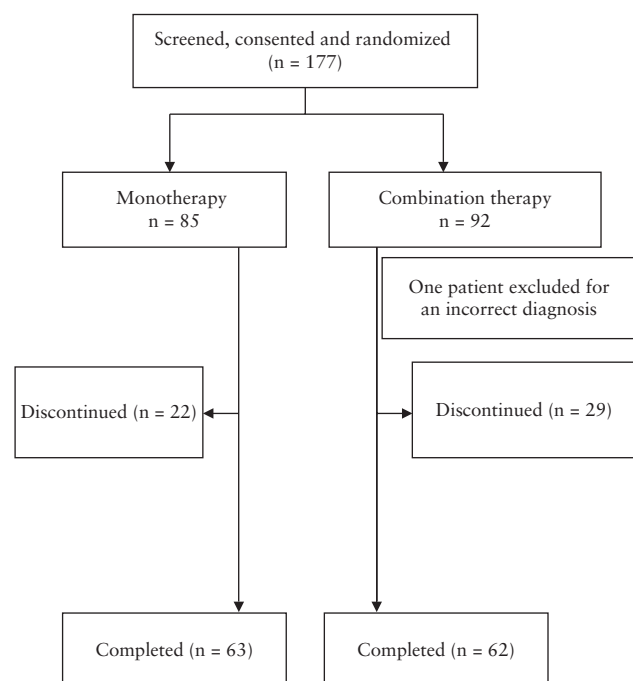 Screened, consented and randomized
(n = 177)
Monotherapy
n = 85
Combination therapy
n = 92
One patient excluded for
an incorrect diagnosis
Discontinued (n = 22)
Discontinued (n = 29)
Completed (n = 63)
Completed (n = 62)